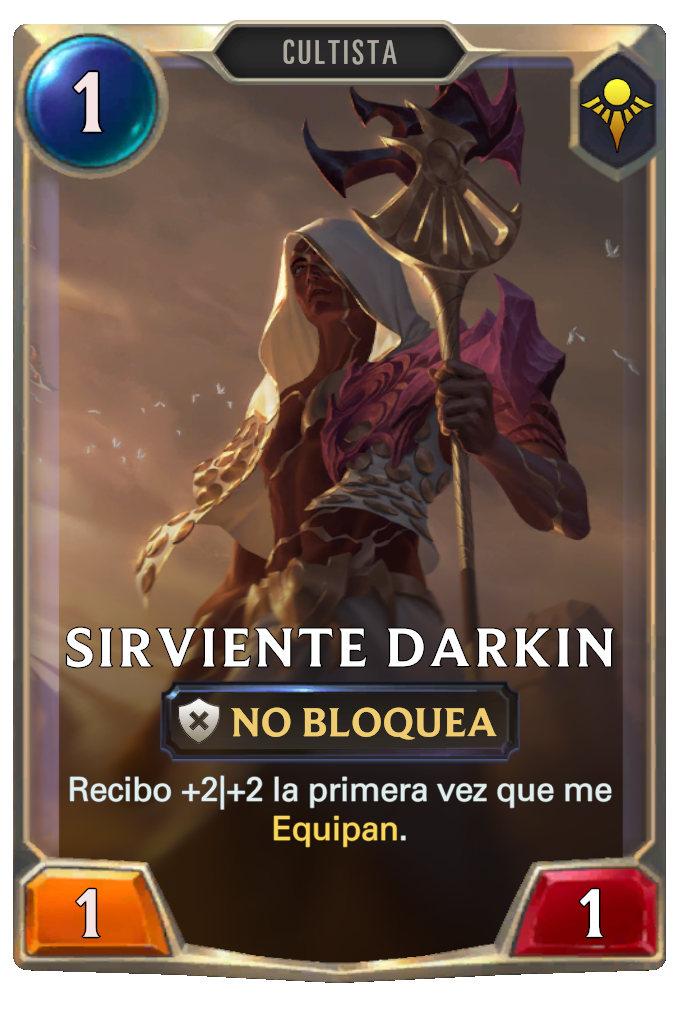 CULTISTA
1
SIRVIENTE DARKIN
NO BLOQUEA
Recibo +2|+2 la primera vez que me
Equipan.
1
1